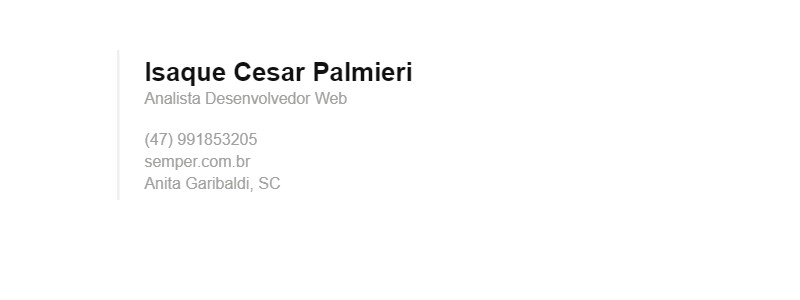 Isaque Cesar Palmieri
Analista Desenvolvedor Web
(47) 991853205
semper.com.br
Anita Garibaldi, SC